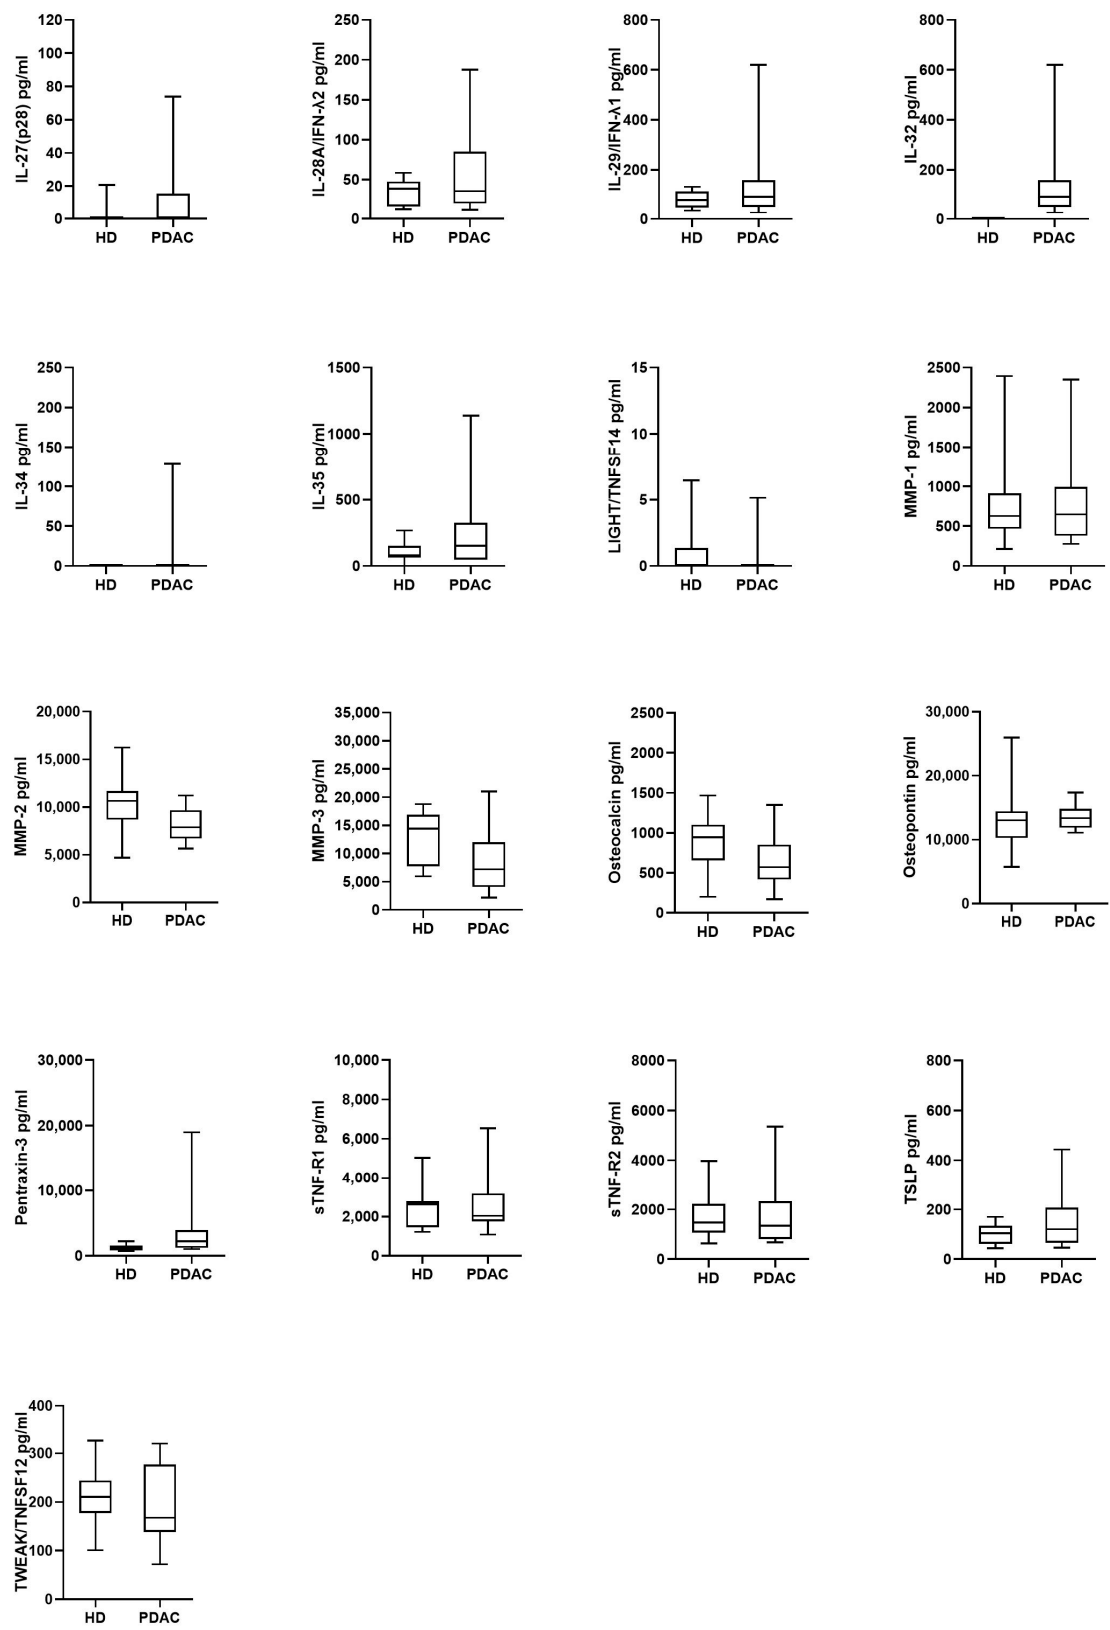 IL-27(p28) pg/ml
120
100
80
60
40
20
0
HD PDAC
IL-28A/IFN-λ2 pg/ml
250
200
150
100
50
0
HD PDAC
IL-29/IFN-λ1 pg/ml
800
600
400
200
0
HD PDAC
IL-32 pg/ml
800
600
400
200
0
HD PDAC
IL-34 pg/ml
250
200
150
100
50
0
HD PDAC
IL-35 pg/ml
1500
1000
500
0
HD PDAC
LIGHT/TNFSF14 pg/ml
15
10
5
0
HD PDAC
MMP-1 pg/ml
2500
2000
1500
1000
500
0
HD PDAC
MMP-2 pg/ml
20,000
15,000
10,000
5,000
0
HD PDAC
MMP-3 pg/ml
35,000
30,000
25,000
20,000
15,000
10,000
5,000
0
HD PDAC
Osteocalcin pg/ml
2500
2000
1500
1000
500
0
HD PDAC
Osteopontin pg/ml
30,000
20,000
10,000
0
HD PDAC
Pentraxin-3 pg/ml
30,000
20,000
10,000
0
HD PDAC
sTNF-R1 pg/ml
10,000
8,000
6,000
4,000
2,000
0
HD PDAC
sTNF-R2 pg/ml
8000
6000
4000
2000
0
HD PDAC
TSLP pg/ml
800
600
400
200
0
HD PDAC
TWEAK/TNFSF12 pg/ml
400
300
200
100
0
HD PDAC